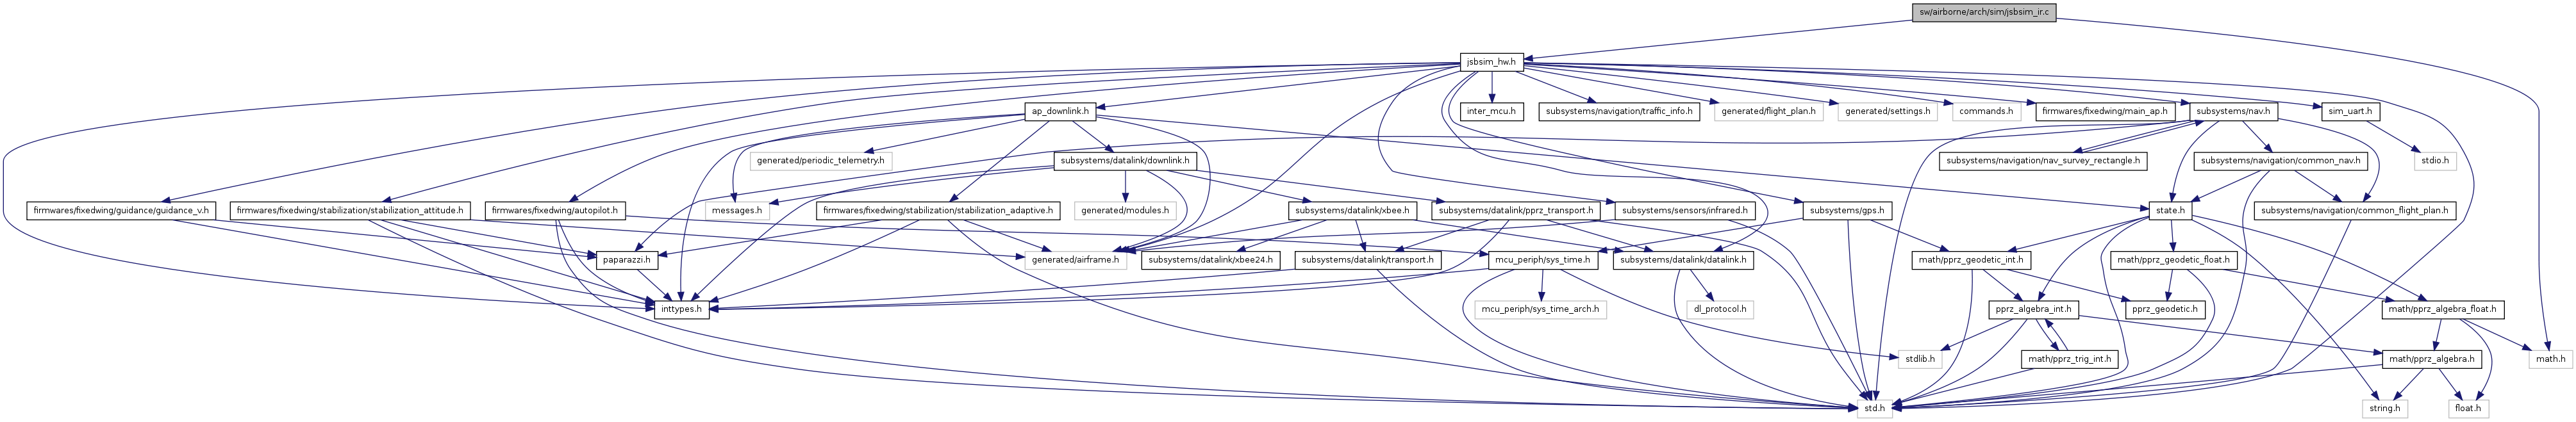 sw/airborne/arch/sim/jsbsim_ir.c
jsbsim_hw.h
ap_downlink.h
inter_mcu.h
subsystems/navigation/traffic_info.h
generated/flight_plan.h
generated/settings.h
commands.h
firmwares/fixedwing/main_ap.h
subsystems/nav.h
sim_uart.h
generated/periodic_telemetry.h
subsystems/datalink/downlink.h
subsystems/navigation/nav_survey_rectangle.h
subsystems/navigation/common_nav.h
stdio.h
firmwares/fixedwing/guidance/guidance_v.h
firmwares/fixedwing/stabilization/stabilization_attitude.h
firmwares/fixedwing/autopilot.h
messages.h
firmwares/fixedwing/stabilization/stabilization_adaptive.h
generated/modules.h
subsystems/datalink/xbee.h
subsystems/datalink/pprz_transport.h
subsystems/sensors/infrared.h
subsystems/gps.h
state.h
subsystems/navigation/common_flight_plan.h
paparazzi.h
generated/airframe.h
subsystems/datalink/xbee24.h
subsystems/datalink/transport.h
mcu_periph/sys_time.h
subsystems/datalink/datalink.h
math/pprz_geodetic_int.h
math/pprz_geodetic_float.h
inttypes.h
mcu_periph/sys_time_arch.h
dl_protocol.h
pprz_algebra_int.h
pprz_geodetic.h
math/pprz_algebra_float.h
stdlib.h
math/pprz_trig_int.h
math/pprz_algebra.h
math.h
std.h
string.h
float.h